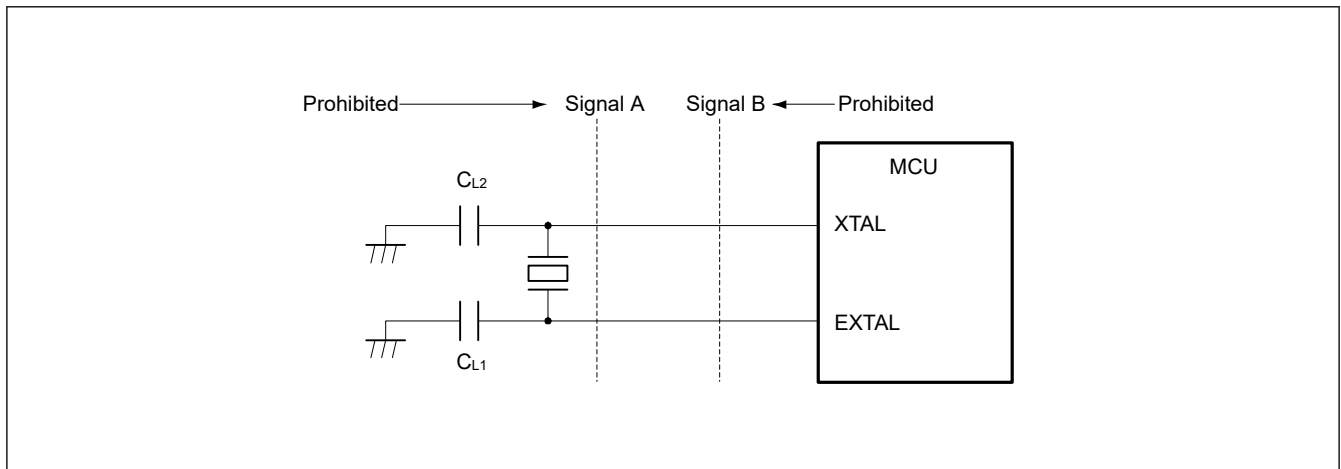 Prohibited Signal A Signal B Prohibited
MCU
CL2
XTAL
EXTAL
CL1